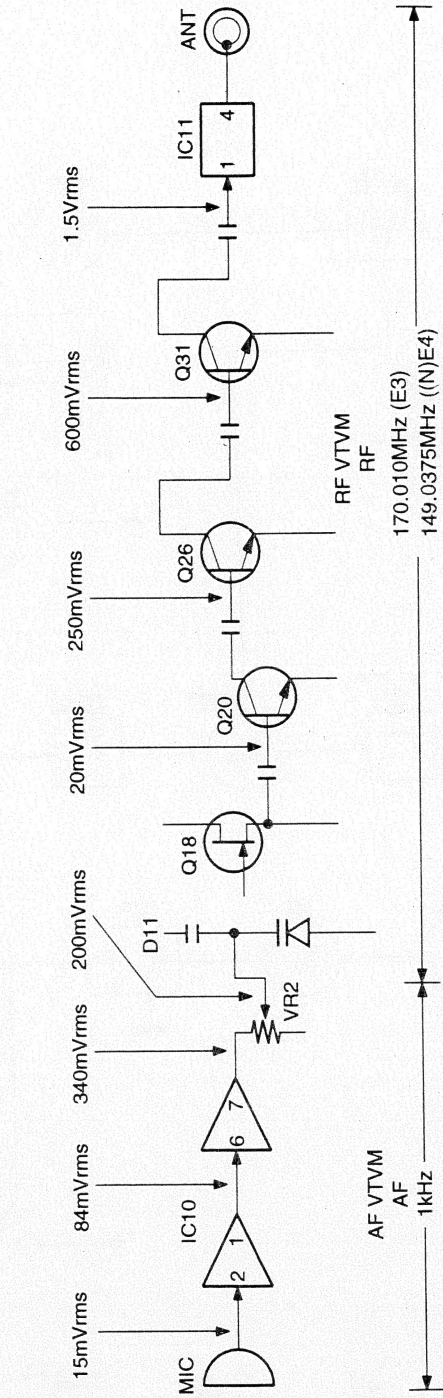 15mVrms
84mVrms
340mVrms
200mVrms
20mVrms
250mVrms
600mVrms
1.5Vrms
MIC
2
1
IC10
6
7
VR2
D11
Q18
Q20
Q26
Q31
IC11
1
4
ANT
AF VTVM
AF
1kHz
RF VTVM
RF
170.010MHz (E3)
149.0375MHz ((N)E4)